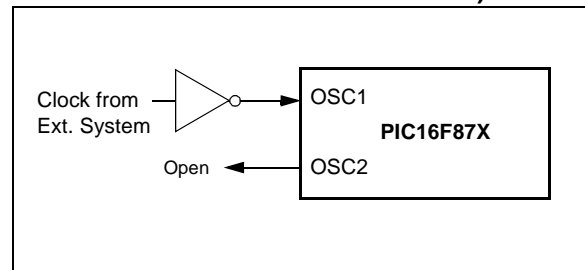 Clock from
Ext. System
OSC1
PIC16F87X
Open
OSC2